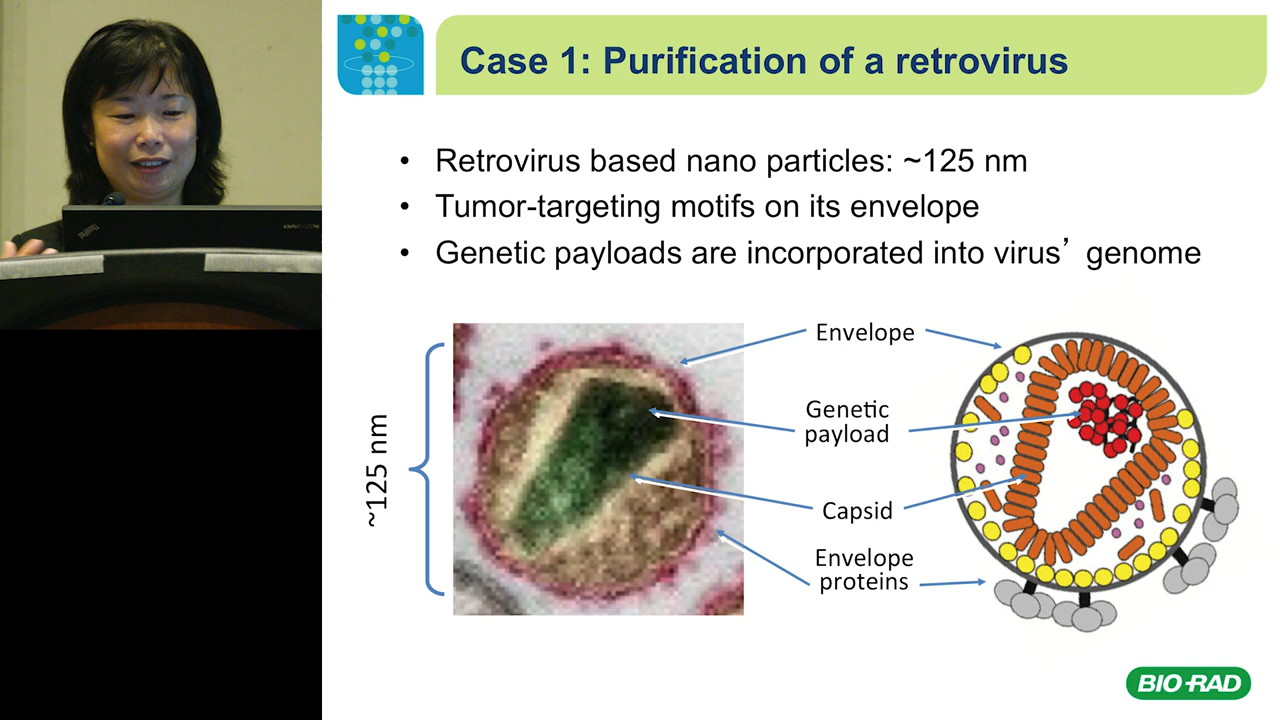 Case 1: Purification of a retrovirus
• Retrovirus based nano particles: ~125 nm
• Tumor-targeting motifs on its envelope
• Genetic payloads are incorporated into virus’ genome
~125 nm
Envelope
Genetic
payload
Capsid
Envelope
proteins
BIO-RAD
ThinkPad